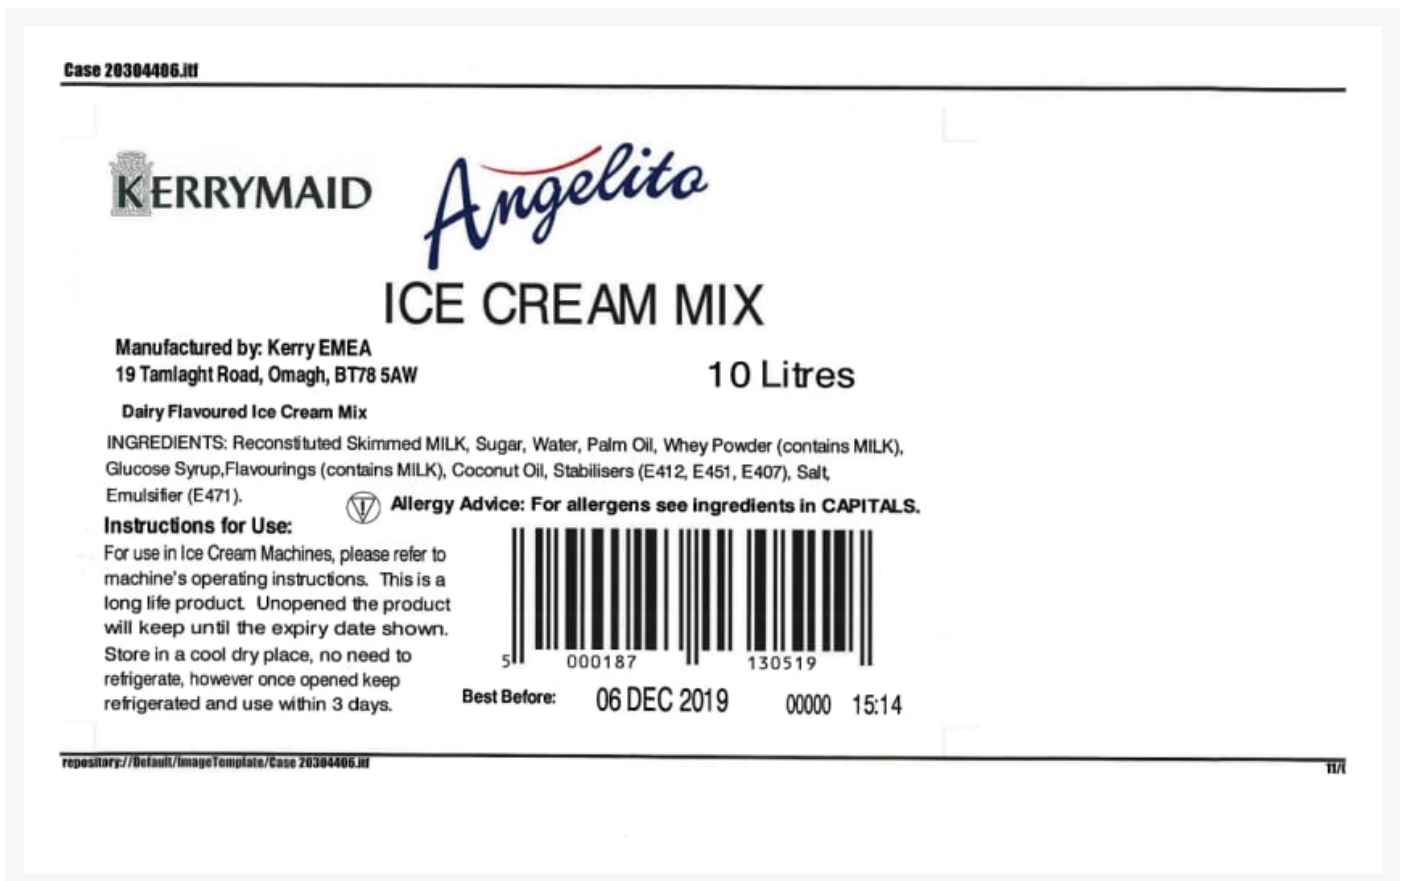 Case 20304406.itf
KERRYMAID
Angelito
ICE CREAM MIX
Manufactured by: Kerry EMEA
19 Tamlaght Road, Omagh, BT78 5AW
10 Litres
Dairy Flavoured Ice Cream Mix
INGREDIENTS: Reconstituted Skimmed MILK, Sugar, Water, Palm Oil, Whey Powder (contains MILK),
Glucose Syrup,Flavourings (contains MILK), Coconut Oil, Stabilisers (E412, E451, E407), Salt,
Emulsifier (E471).
Allergy Advice: For allergens see ingredients in CAPITALS.
Instructions for Use:
For use in Ice Cream Machines, please refer to
machine's operating instructions. This is a
long life product. Unopened the product
will keep until the expiry date shown.
Store in a cool dry place, no need to
refrigerate, however once opened keep
refrigerated and use within 3 days.
5 000187 130519
Best Before: 06 DEC 2019 00000 15:14
repository://Default/ImageTemplate/Case 20304406.itf